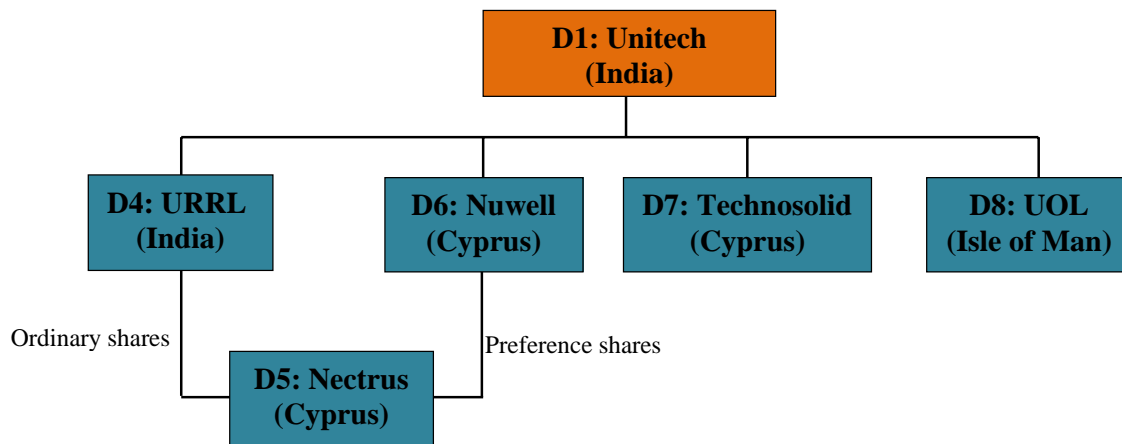 D1: Unitech
(India)
D4: URRL
(India)
D6: Nuwell
(Cyprus)
D7: Technosolid
(Cyprus)
D8: UOL
(Isle of Man)
Ordinary shares
Preference shares
D5: Nectrus
(Cyprus)